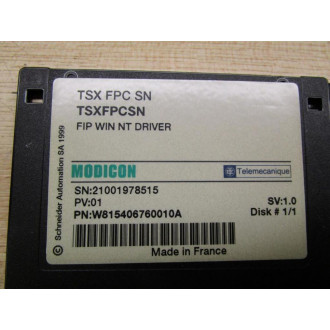 TSX FPC SN
TSXFPCSN
FIP WIN NT DRIVER
MODICON
Telemecanique
SN:21001978515
PV:01
SV:1.0
PN:W815406760010A
Disk # 1/1
Made in France
© Schneider Automation SA 1999